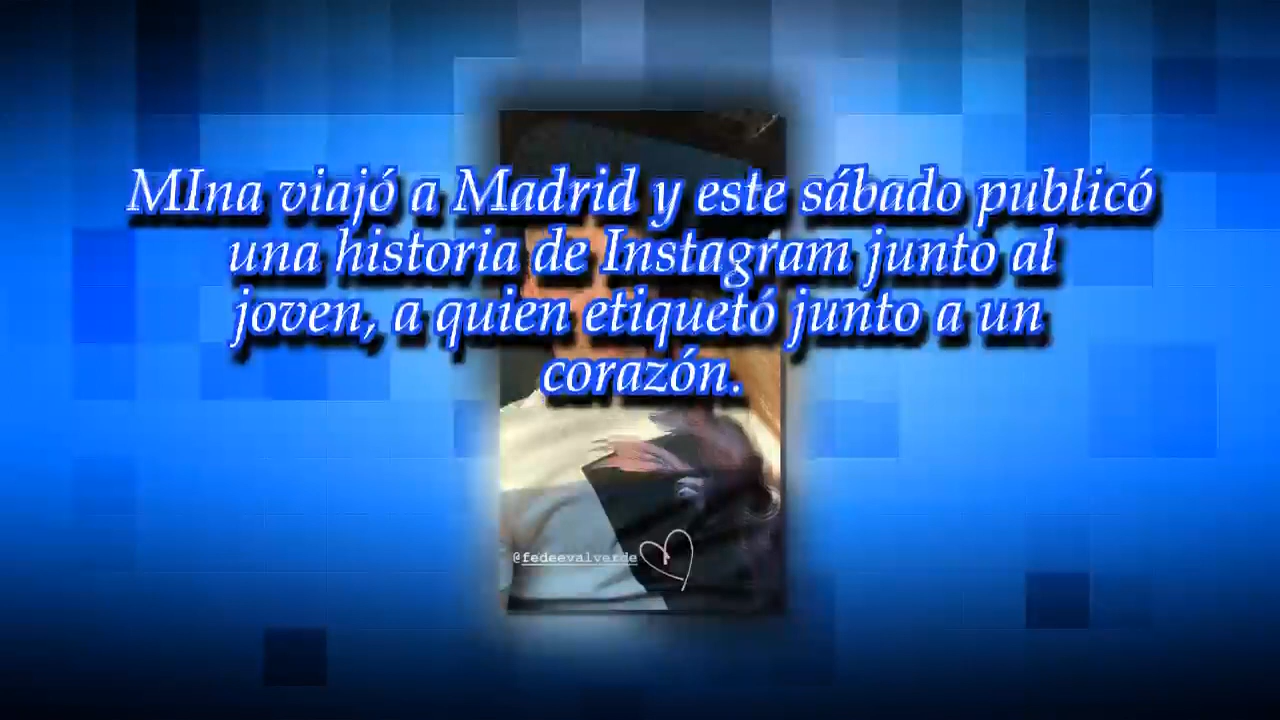 MIna viajó a Madrid y este sábado publicó
una historia de Instagram junto al
joven, a quien etiquetó junto a un
corazón.
@fedeevalverde